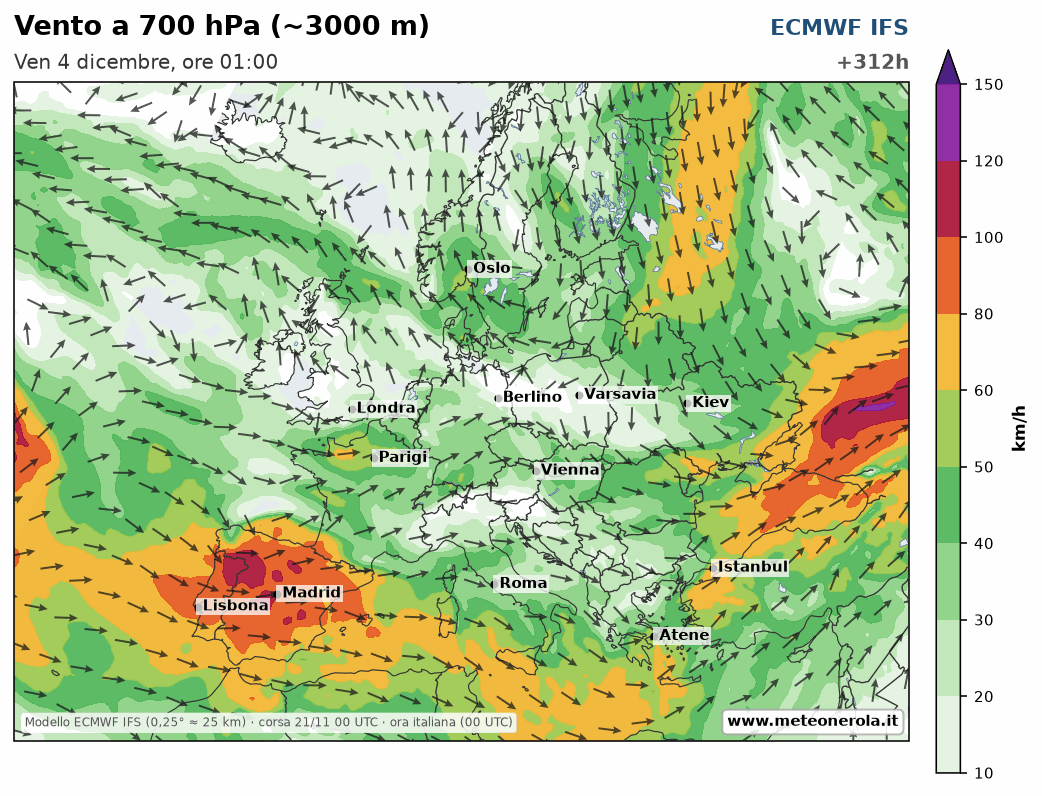 Vento a 700 hPa (~3000 m)
ECMWF IFS
Ven 4 dicembre, ore 01:00
+312h
150
120
100
80
60
50
40
30
20
10
km/h
Oslo
Berlino
Varsavia
Kiev
Londra
Parigi
Vienna
Istanbul
Roma
Madrid
Lisbona
Atene
Modello ECMWF IFS (0,25° ≈ 25 km) · corsa 21/11 00 UTC · ora italiana (00 UTC)
www.meteonerola.it